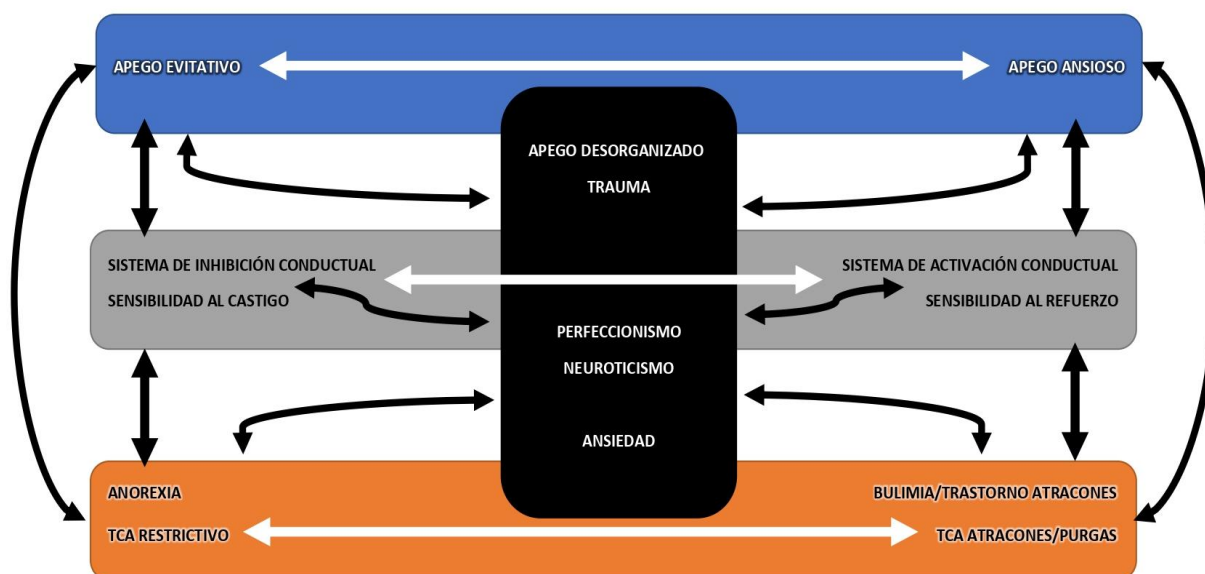 APEGO EVITATIVO
APEGO ANSIOSO
APEGO DESORGANIZADO
TRAUMA
SISTEMA DE INHIBICIÓN CONDUCTUAL
SENSIBILIDAD AL CASTIGO
SISTEMA DE ACTIVACIÓN CONDUCTUAL
SENSIBILIDAD AL REFUERZO
PERFECCIONISMO
NEUROTICISMO
ANSIEDAD
ANOREXIA
TCA RESTRICTIVO
BULIMIA/TRASTORNO ATRACONES
TCA ATRACONES/PURGAS